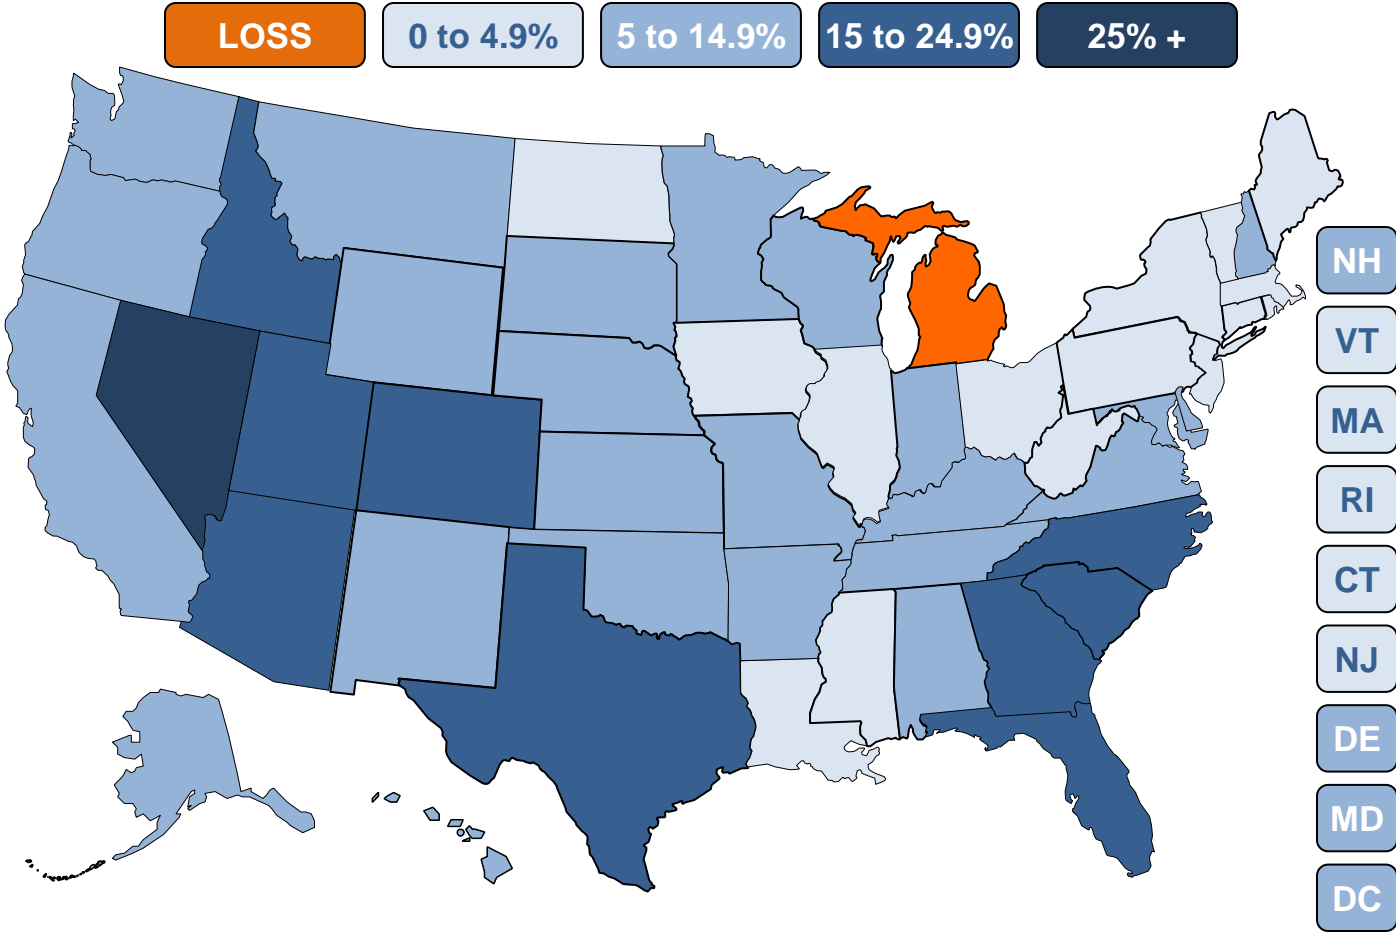 LOSS
0 to 4.9%
5 to 14.9%
15 to 24.9%
25% +
NH
VT
MA
RI
CT
NJ
DE
MD
DC